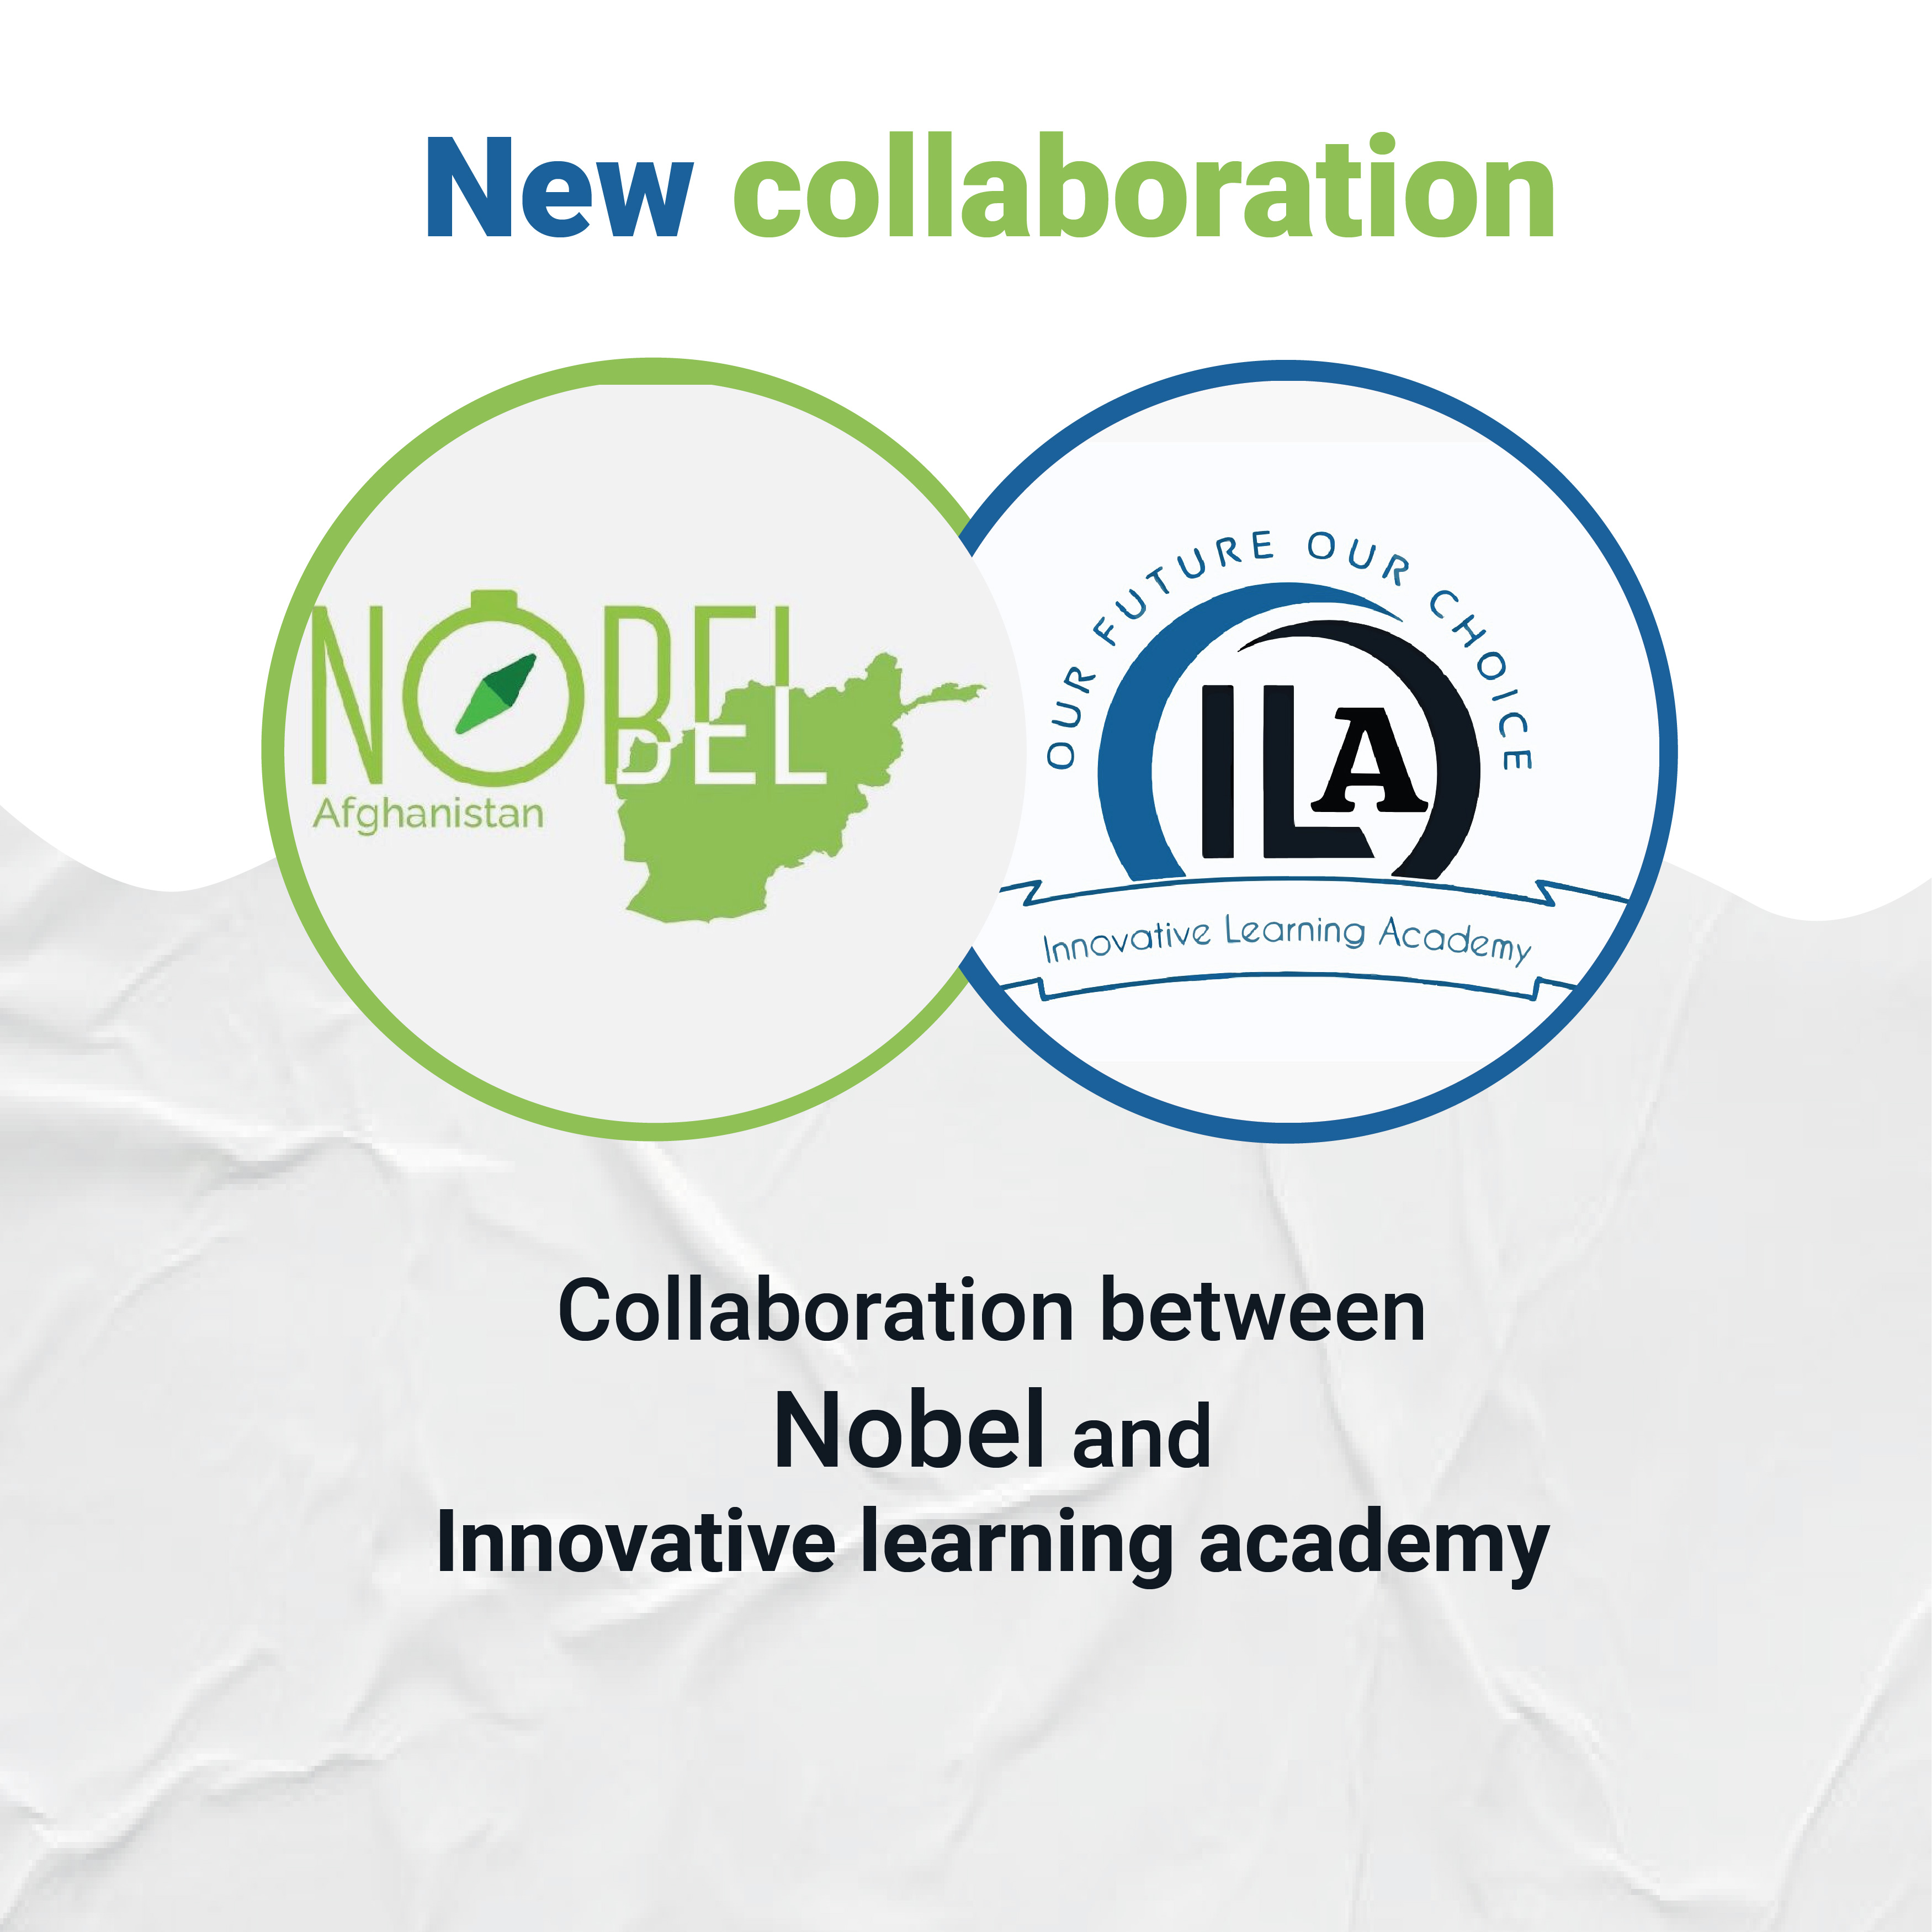 New collaboration
NOBEL
Afghanistan
OUR FUTURE OUR CHOICE
ILA
Innovative Learning Academy
Collaboration between
Nobel and
Innovative learning academy